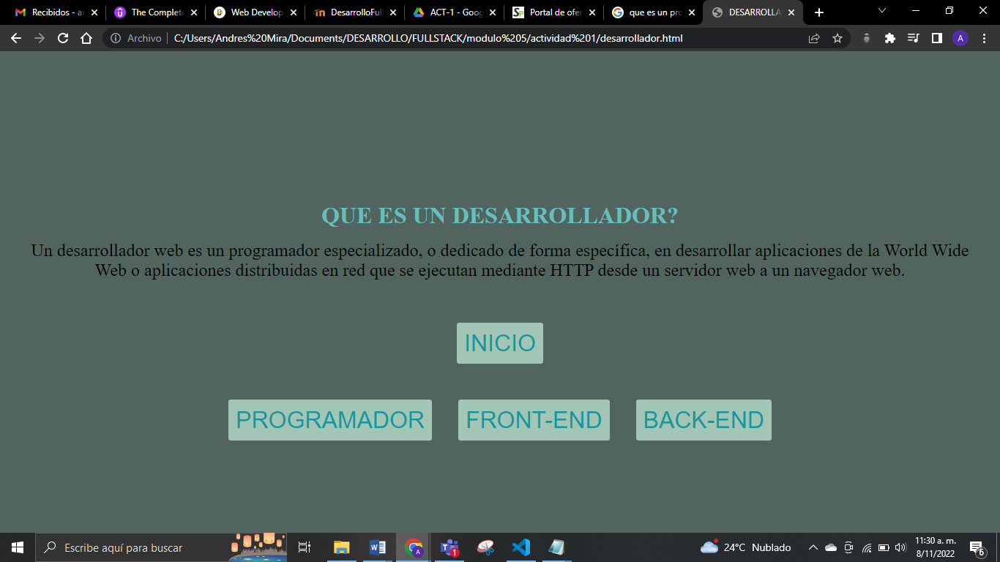 Recibidos - ar
The Complete
Web Develop
DesarrolloFull
ACT-1 - Goog
Portal de ofer
que es un pro
DESARROLLA
Archivo
C:/Users/Andres%20Mira/Documents/DESARROLLO/FULLSTACK/modulo%205/actividad%201/desarrollador.html
A
QUE ES UN DESARROLLADOR?
Un desarrollador web es un programador especializado, o dedicado de forma específica, en desarrollar aplicaciones de la World Wide
Web o aplicaciones distribuidas en red que se ejecutan mediante HTTP desde un servidor web a un navegador web.
INICIO
PROGRAMADOR FRONT-END BACK-END
Escribe aquí para buscar
24°C Nublado
11:30 a. m.
8/11/2022
6